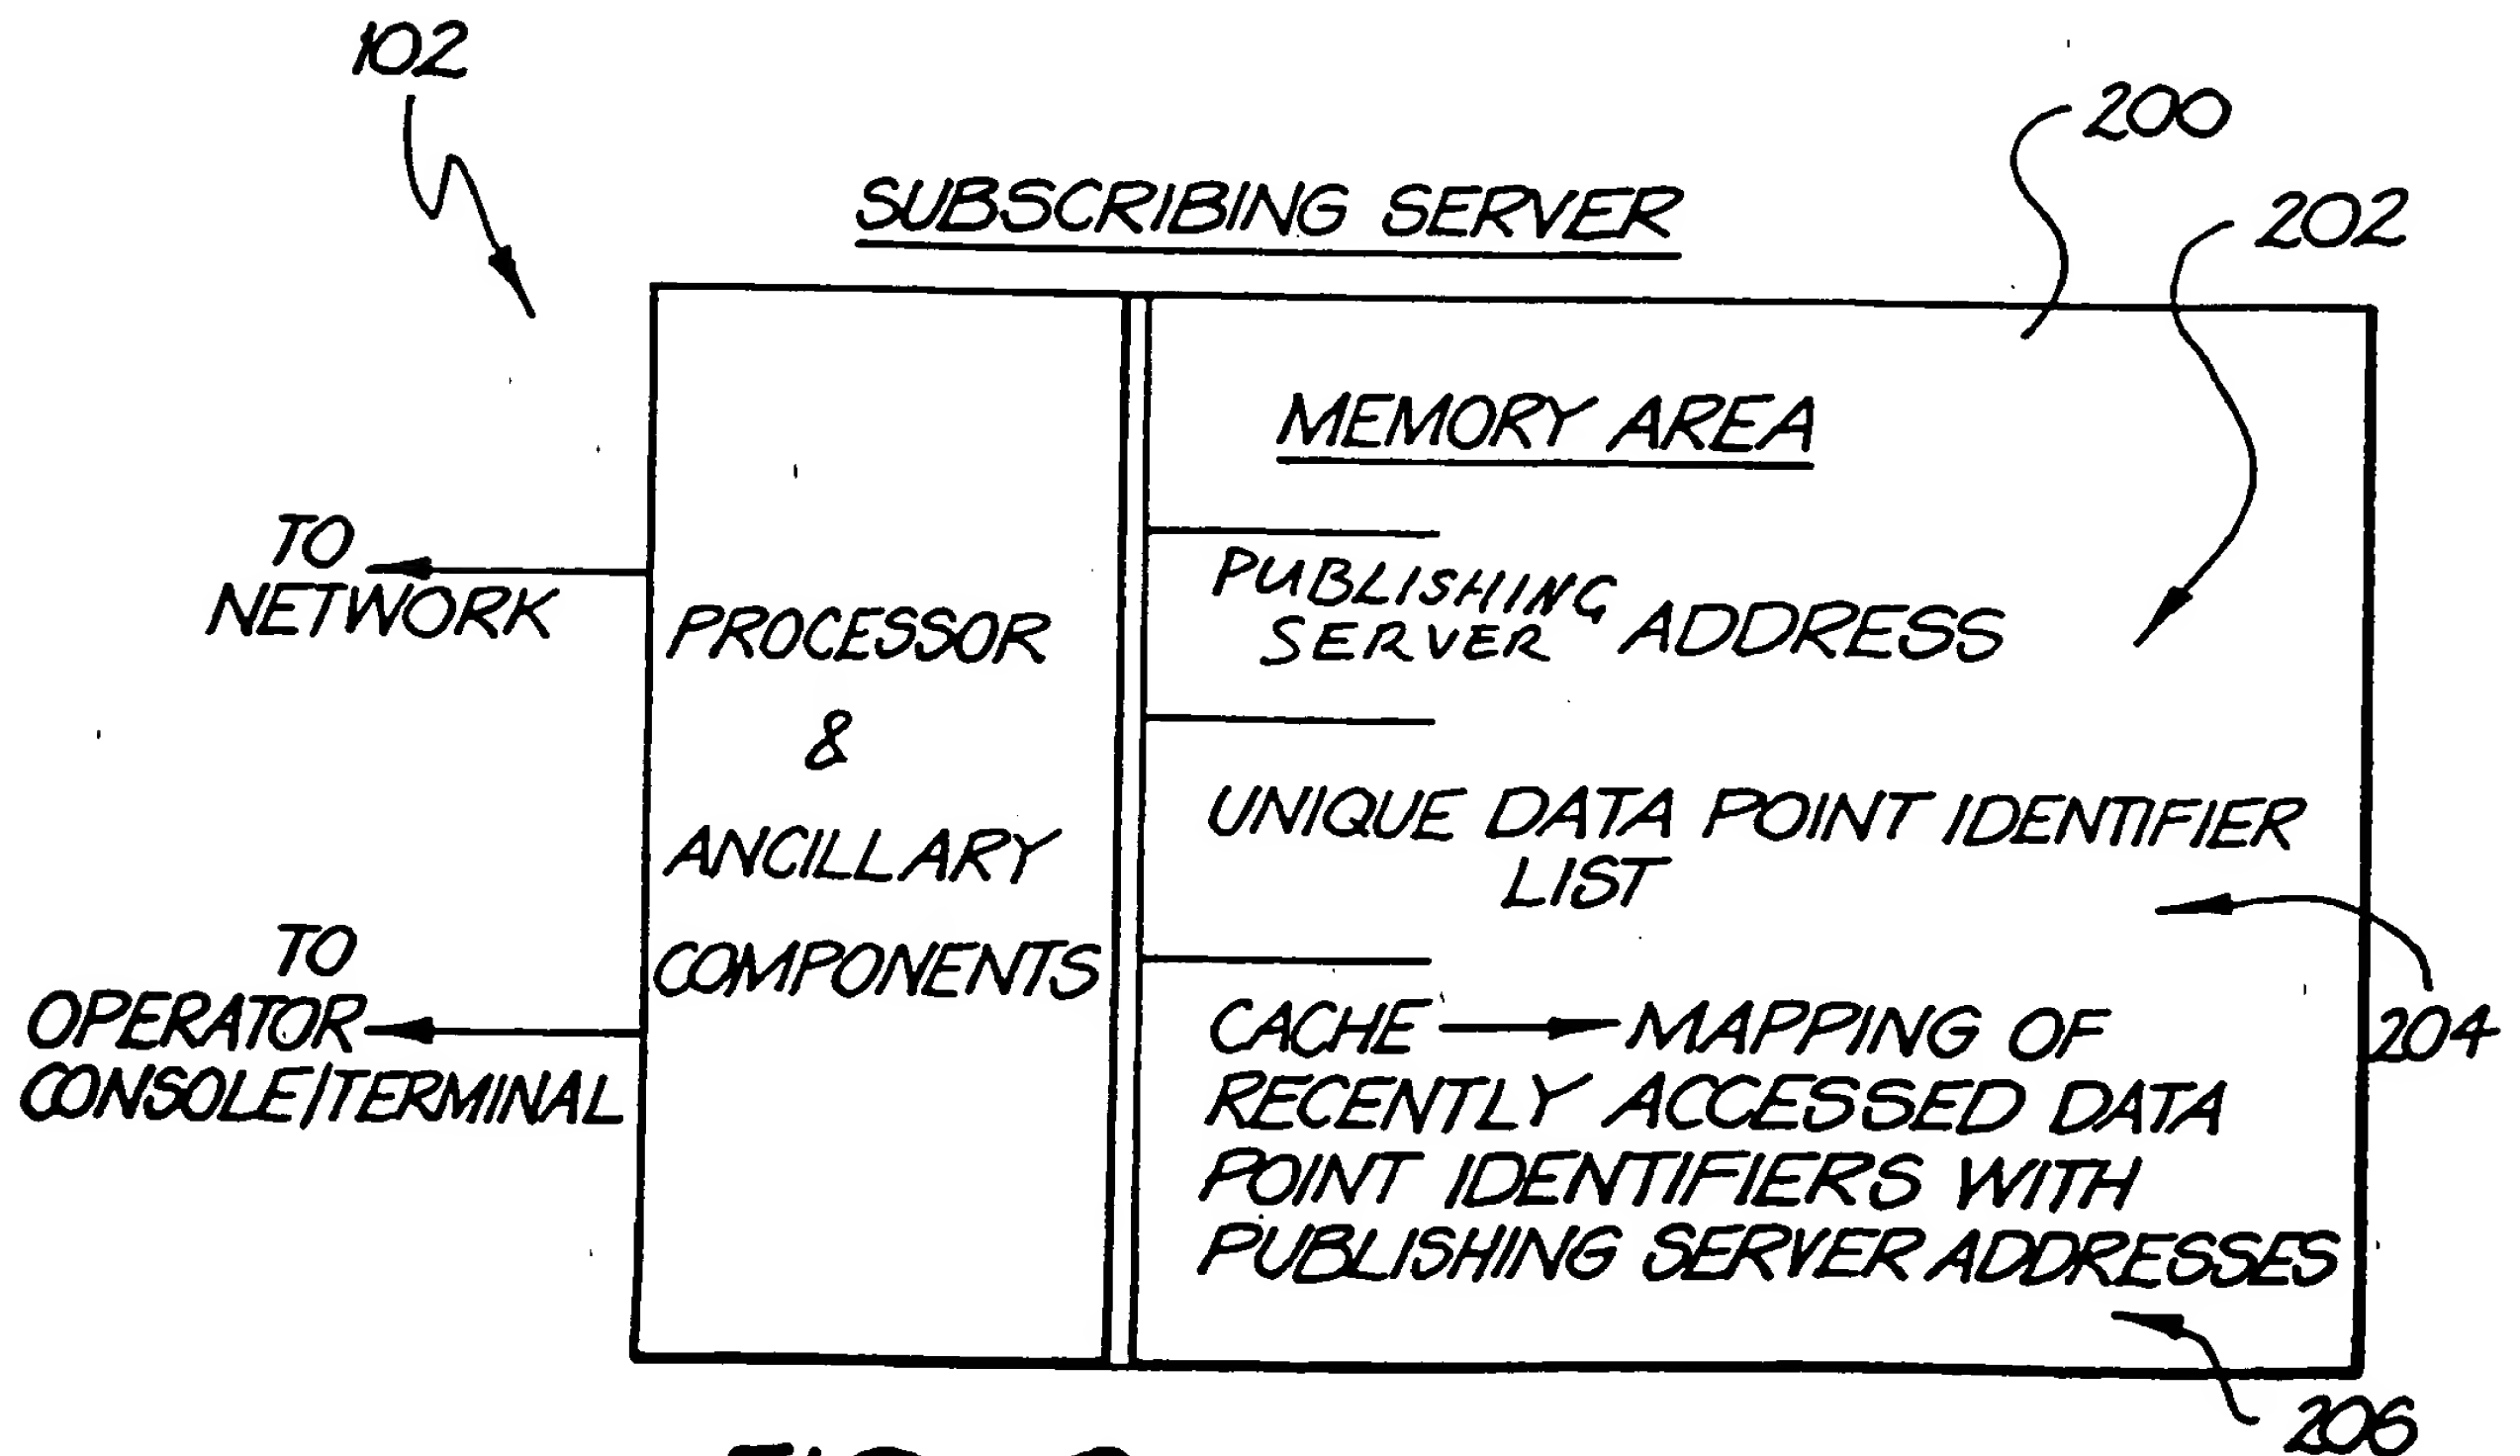 102
200
202
SUBSCRIBING SERVER
MEMORY AREA
TO
NETWORK
PUBLISHING
SERVER ADDRESS
PROCESSOR
&
ANCILLARY
COMPONENTS
UNIQUE DATA POINT IDENTIFIER
LIST
204
TO
OPERATOR
CONSOLE/TERMINAL
CACHE → MAPPING OF
RECENTLY ACCESSED DATA
POINT IDENTIFIERS WITH
PUBLISHING SERVER ADDRESSES
206